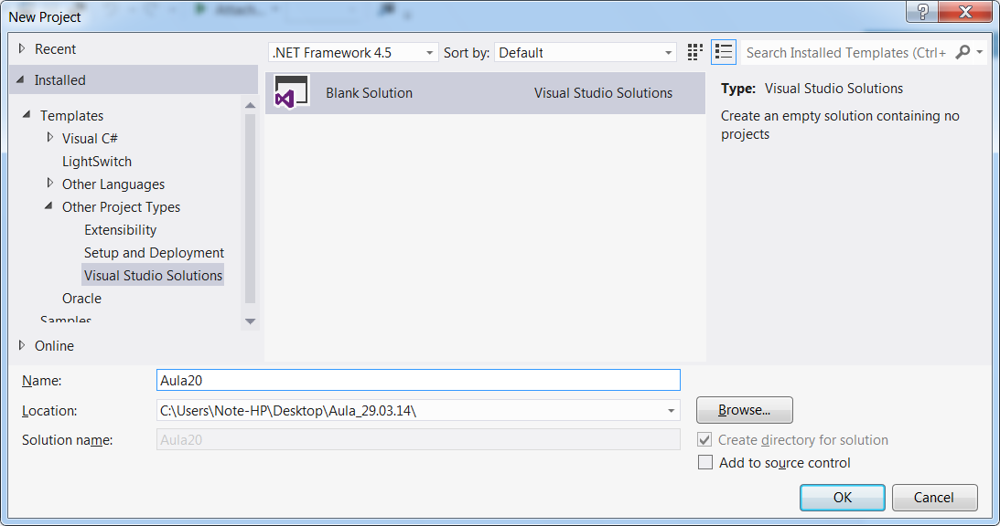 New Project
Recent
.NET Framework 4.5 Sort by: Default Search Installed Templates (Ctrl+
Installed
Templates
Visual C#
LightSwitch
Other Languages
Other Project Types
Extensibility
Setup and Deployment
Visual Studio Solutions
Oracle
Samples
Online
Blank Solution Visual Studio Solutions
Type: Visual Studio Solutions
Create an empty solution containing no
projects
Name: Aula20
Location: C:\Users\Note-HP\Desktop\Aula_29.03.14\ Browse...
Solution name: Aula20 Create directory for solution
Add to source control
OK Cancel